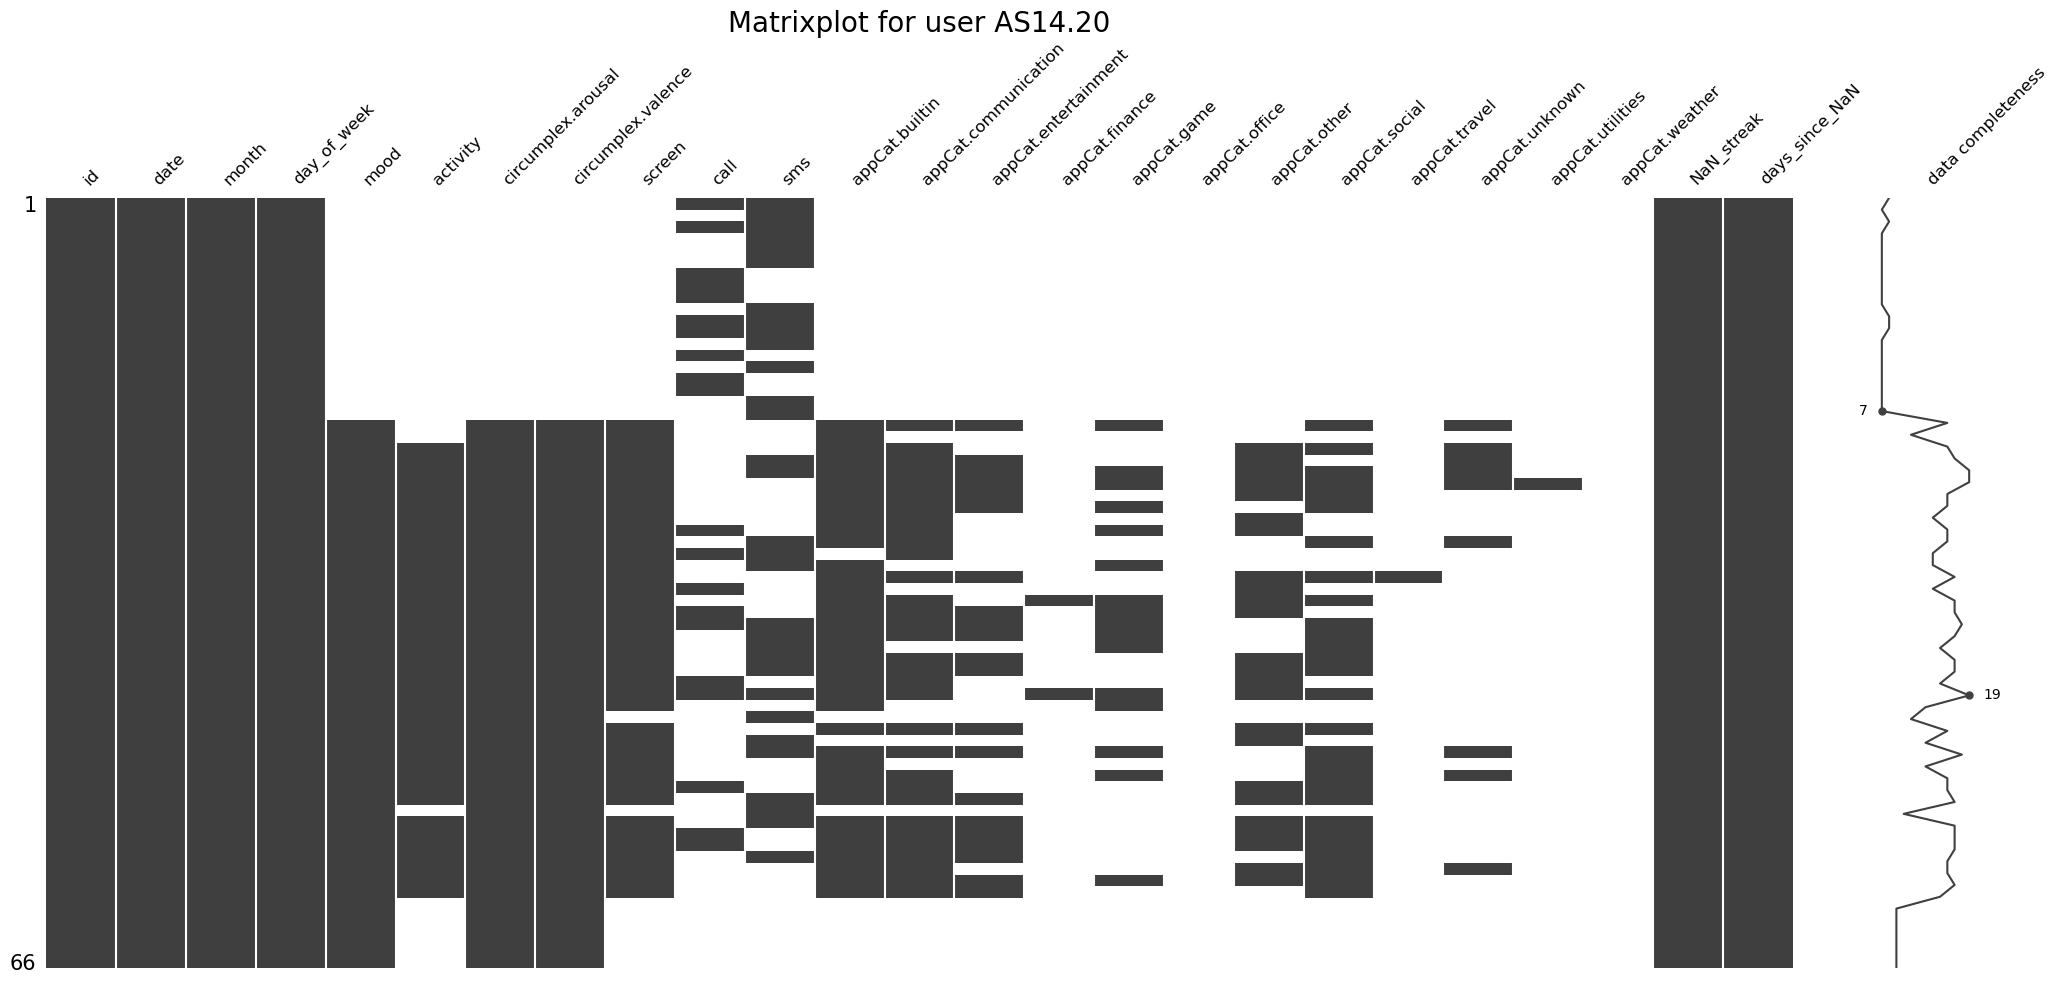 Matrixplot for user AS14.20
id
date
month
day_of_week
mood
activity
circumplex.arousal
circumplex.valence
screen
call
sms
appCat.builtin
appCat.communication
appCat.entertainment
appCat.finance
appCat.game
appCat.office
appCat.other
appCat.social
appCat.travel
appCat.unknown
appCat.utilities
appCat.weather
NaN_streak
days_since_NaN
data completeness
1
7
19
66